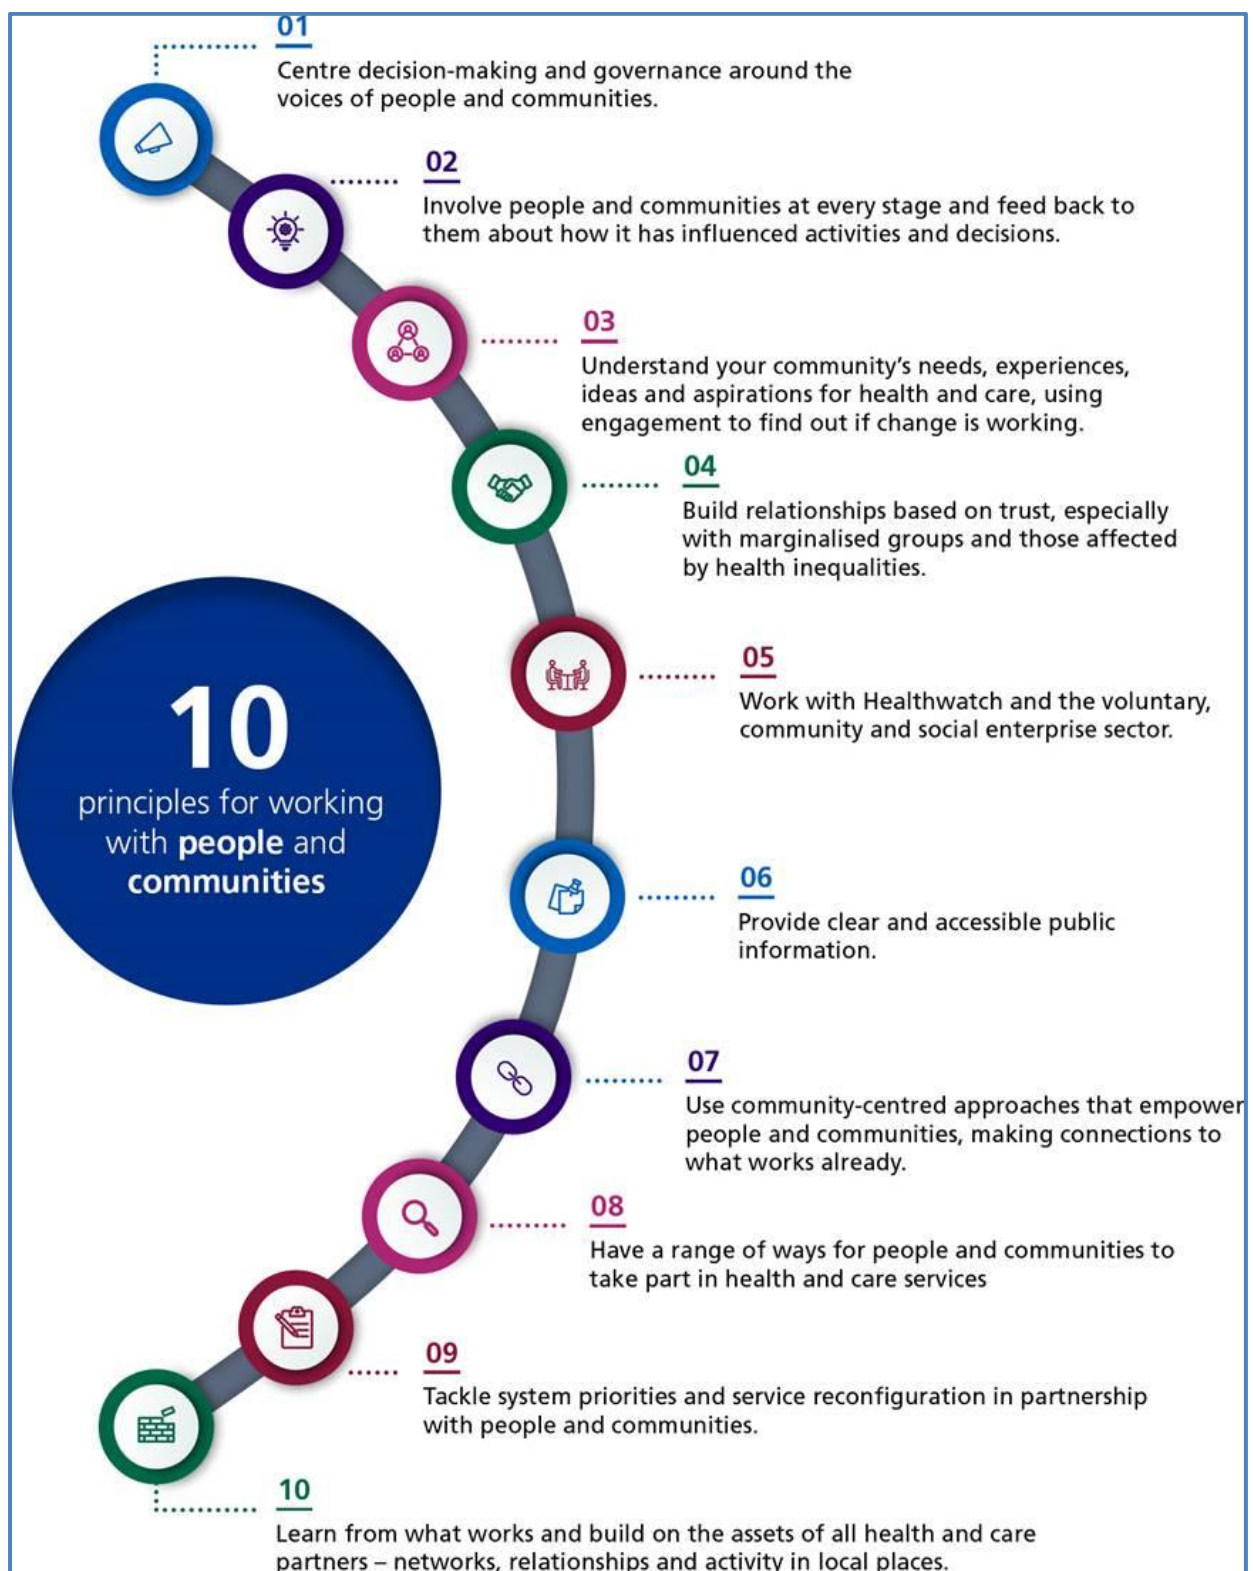 01
Centre decision-making and governance around the
voices of people and communities.
02
Involve people and communities at every stage and feed back to
them about how it has influenced activities and decisions.
03
Understand your community's needs, experiences,
ideas and aspirations for health and care, using
engagement to find out if change is working.
04
Build relationships based on trust, especially
with marginalised groups and those affected
by health inequalities.
10
principles for working
with people and
communities
05
Work with Healthwatch and the voluntary,
community and social enterprise sector.
06
Provide clear and accessible public
information.
07
Use community-centred approaches that empower
people and communities, making connections to
what works already.
08
Have a range of ways for people and communities to
take part in health and care services
09
Tackle system priorities and service reconfiguration in partnership
with people and communities.
10
Learn from what works and build on the assets of all health and care
partners – networks, relationships and activity in local places.